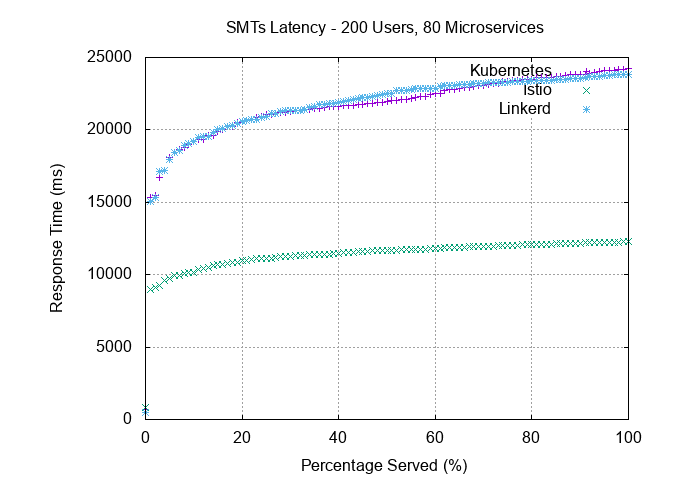 SMTs Latency - 200 Users, 80 Microservices
25000
20000
15000
10000
5000
0
Response Time (ms)
Kubernetes
Istio
Linkerd
0 20 40 60 80 100
Percentage Served (%)